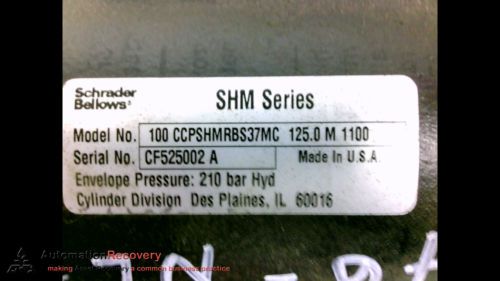 Schrader SHM Series
Bellows
Model No. 100 CCPSHMRBS37MC 125.0 M 1100
Serial No. CF525002 A Made in U.S.A.
Envelope Pressure: 210 bar Hyd
Cylinder Division Des Plaines, IL 60016
AutomationRecovery